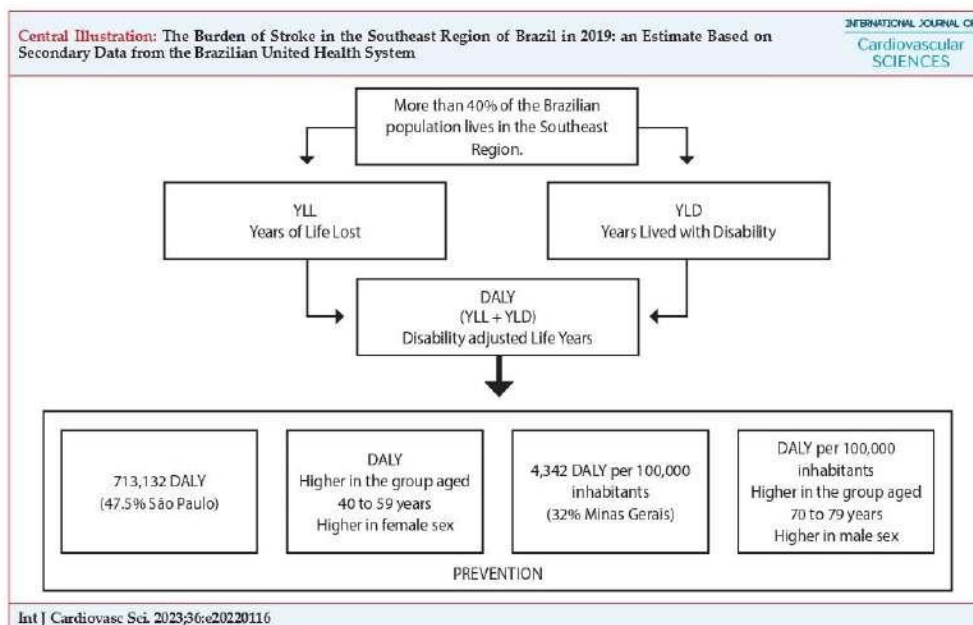 Central Illustration: The Burden of Stroke in the Southeast Region of Brazil in 2019: an Estimate Based on
Secondary Data from the Brazilian United Health System
INTERNATIONAL JOURNAL OF
Cardiovascular
SCIENCES
More than 40% of the Brazilian
population lives in the Southeast
Region.
YLL
Years of Life Lost
YLD
Years Lived with Disability
DALY
(YLL + YLD)
Disability adjusted Life Years
713,132 DALY
(47.5% São Paulo)
DALY
Higher in the group aged
40 to 59 years
Higher in female sex
4,342 DALY per 100,000
inhabitants
(32% Minas Gerais)
DALY per 100,000
inhabitants
Higher in the group aged
70 to 79 years
Higher in male sex
PREVENTION
Int J Cardiovasc Sci. 2023;36:e20220116